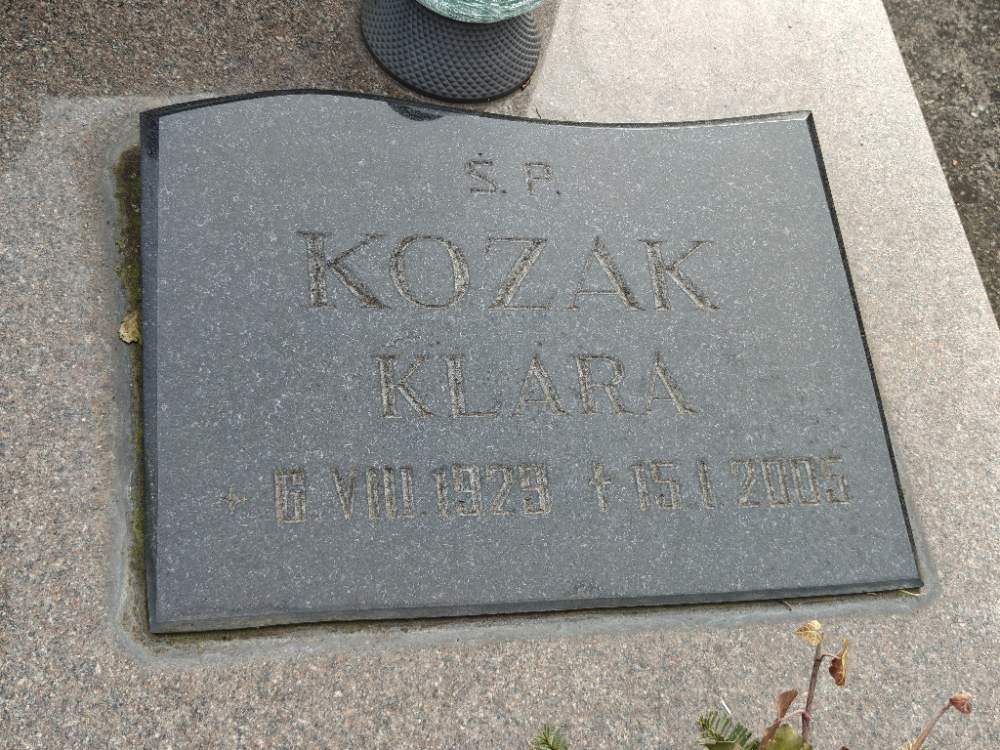 Ś. P.
KOZAK
KLARA
+ 6.VIII.1929 † 15.I.2005